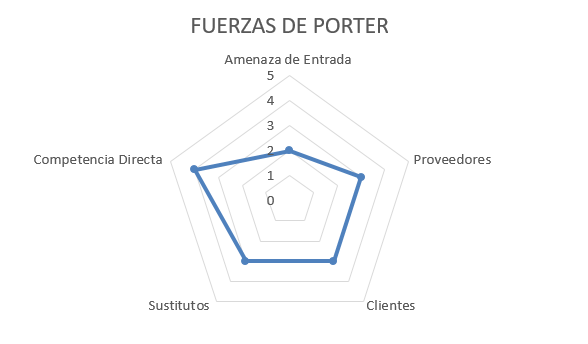 FUERZAS DE PORTER
Amenaza de Entrada
5
4
3
2
1
0
Competencia Directa
Proveedores
Sustitutos
Clientes